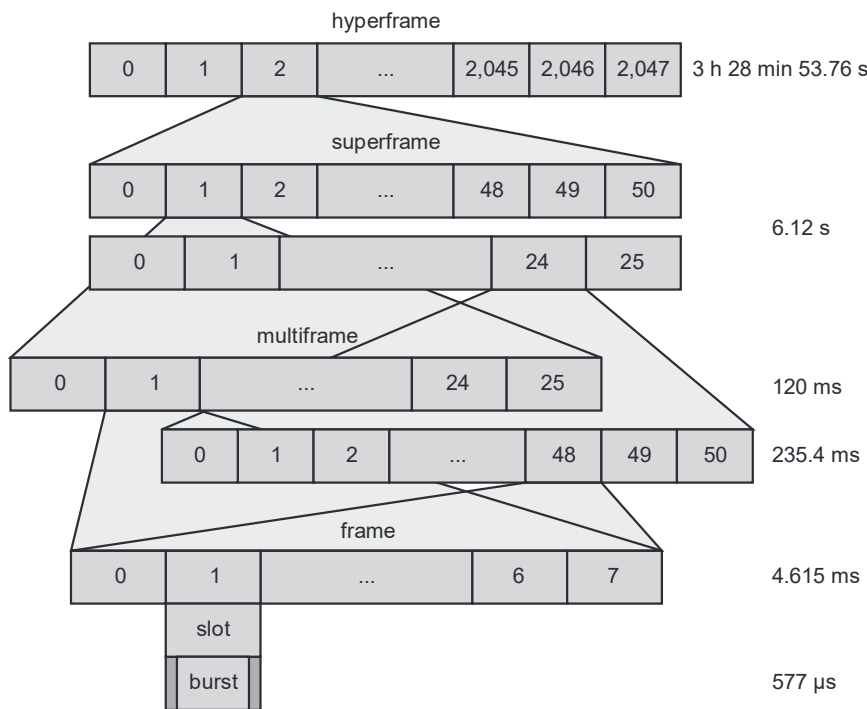 hyperframe
0 1 2 ... 2,045 2,046 2,047 3 h 28 min 53.76 s
superframe
0 1 2 ... 48 49 50
6.12 s
0 1 ... 24 25
multiframe
0 1 ... 24 25 120 ms
0 1 2 ... 48 49 50 235.4 ms
frame
0 1 ... 6 7 4.615 ms
slot
burst 577 µs